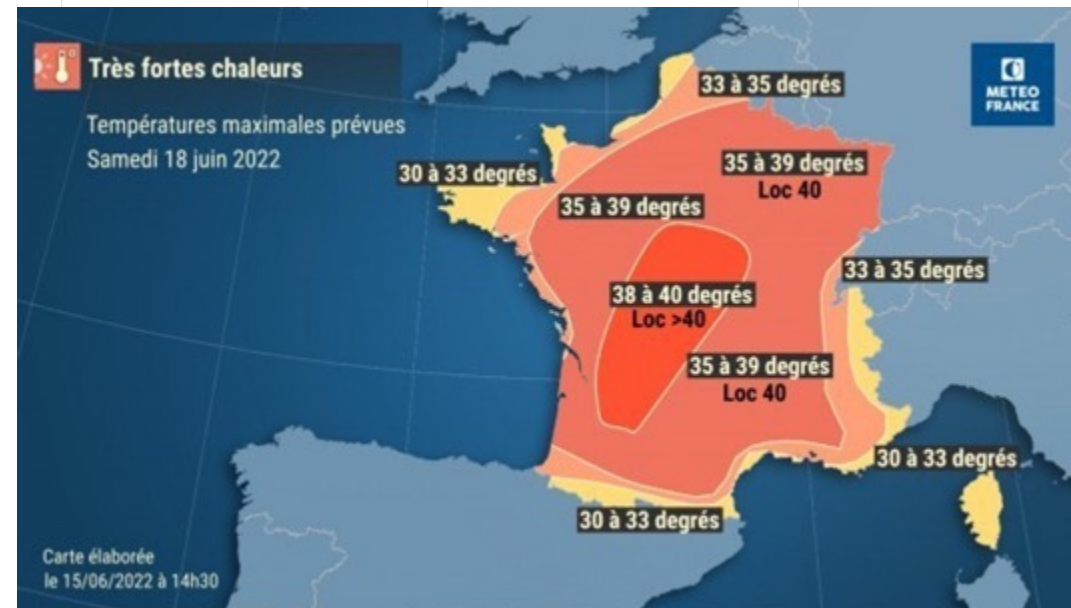 Très fortes chaleurs
Températures maximales prévues
Samedi 18 juin 2022
METEO
FRANCE
33 à 35 degrés
30 à 33 degrés
35 à 39 degrés
Loc 40
35 à 39 degrés
33 à 35 degrés
38 à 40 degrés
Loc >40
35 à 39 degrés
Loc 40
30 à 33 degrés
30 à 33 degrés
Carte élaborée
le 15/06/2022 à 14h30